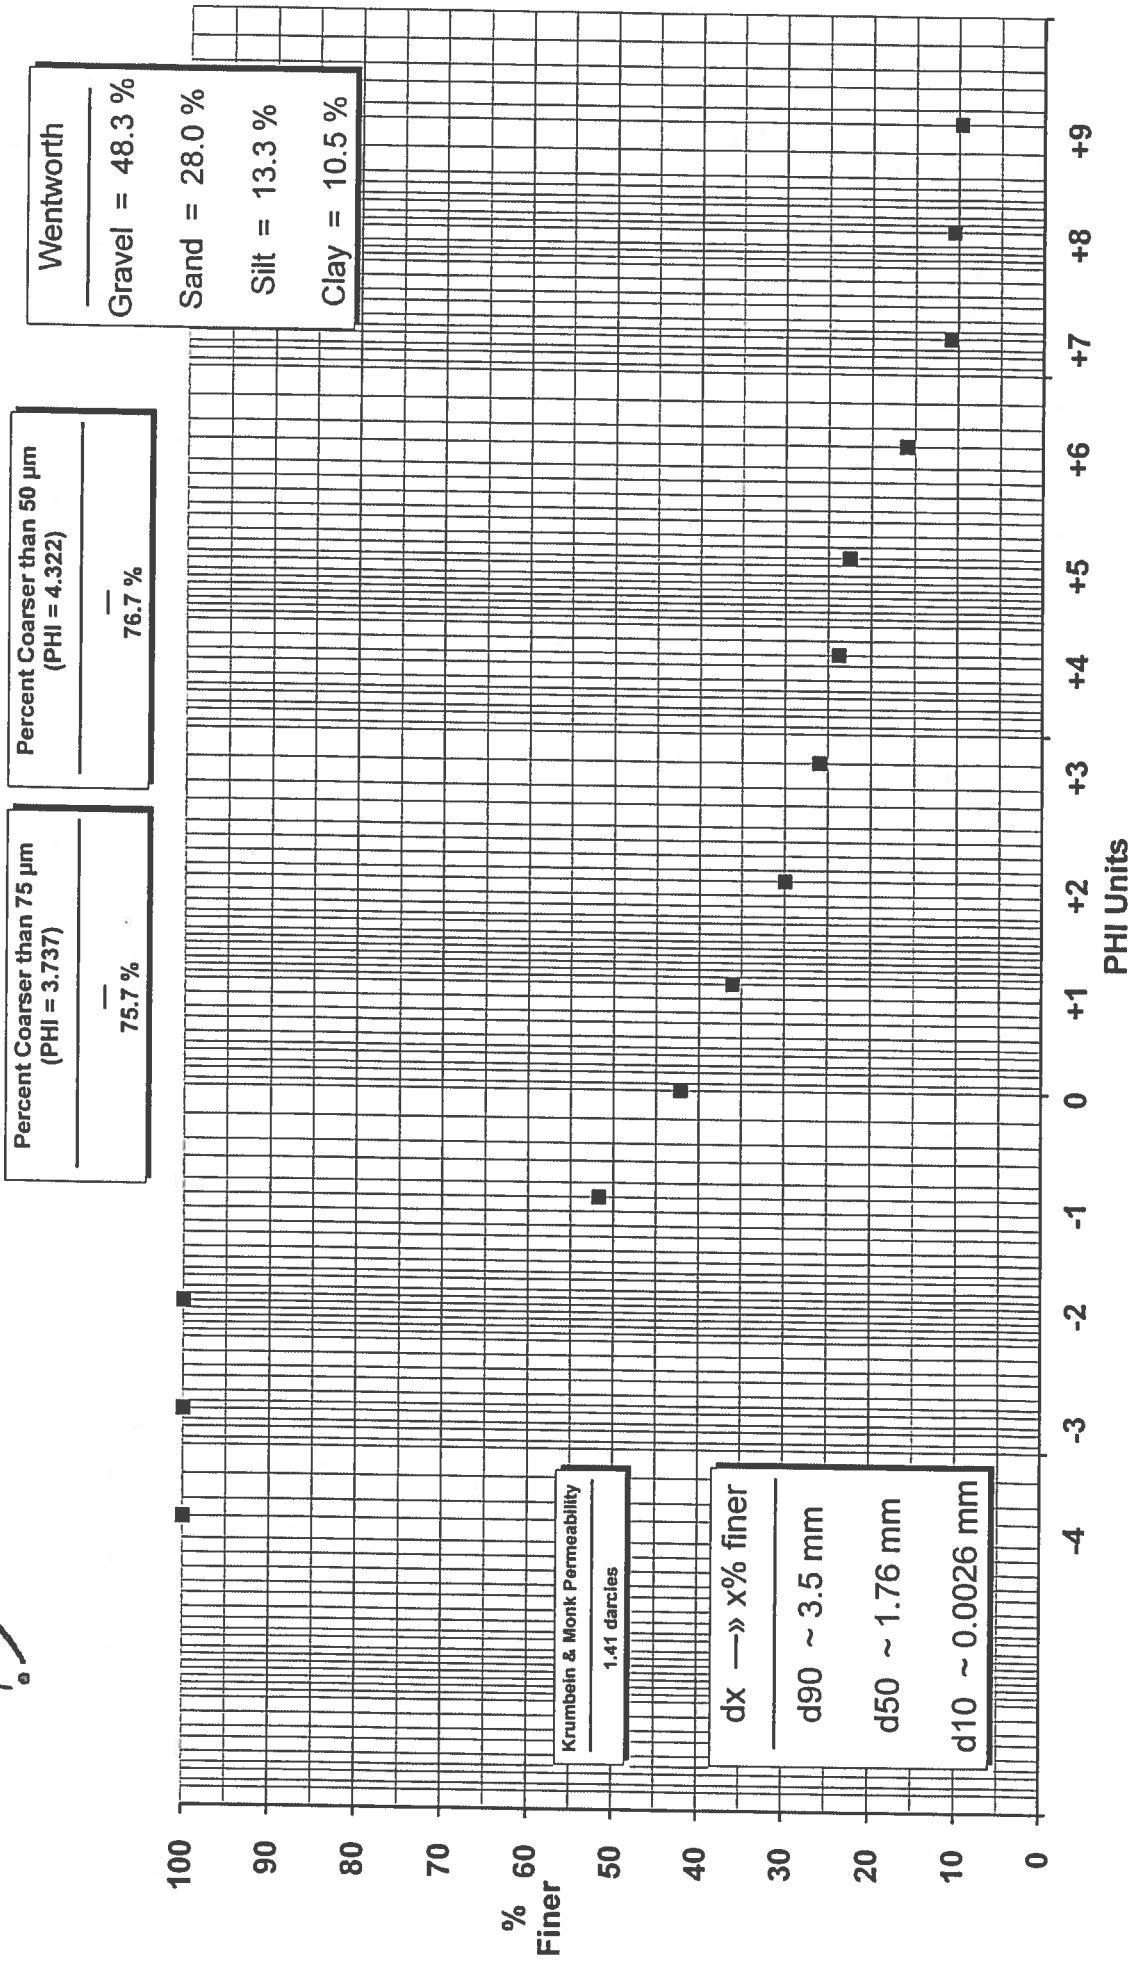 Percent Coarser than 75 µm
(PHI = 3.737)
—
75.7 %
Percent Coarser than 50 µm
(PHI = 4.322)
—
76.7 %
Wentworth
Gravel = 48.3 %
Sand = 28.0 %
Silt = 13.3 %
Clay = 10.5 %
Krumbein & Monk Permeability
1.41 darcies
dx —» x% finer
d90 ~ 3.5 mm
d50 ~ 1.76 mm
d10 ~ 0.0026 mm
%
Finer
100
90
80
70
60
50
40
30
20
10
0
-4
-3
-2
-1
0
+1
+2
+3
+4
+5
+6
+7
+8
+9
PHI Units